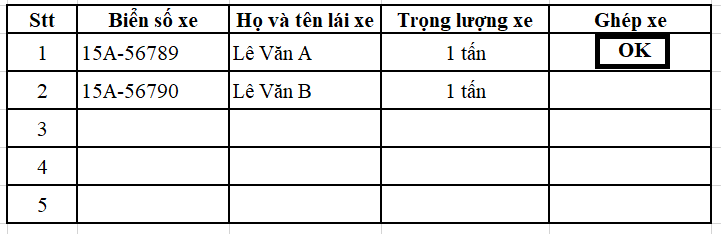 Stt Biển số xe Họ và tên lái xe Trọng lượng xe Ghép xe
1 15A-56789 Lê Văn A 1 tấn OK
2 15A-56790 Lê Văn B 1 tấn
3
4
5